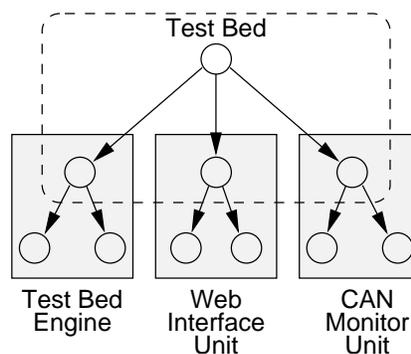 Test Bed
Test Bed
Engine
Web
Interface
Unit
CAN
Monitor
Unit